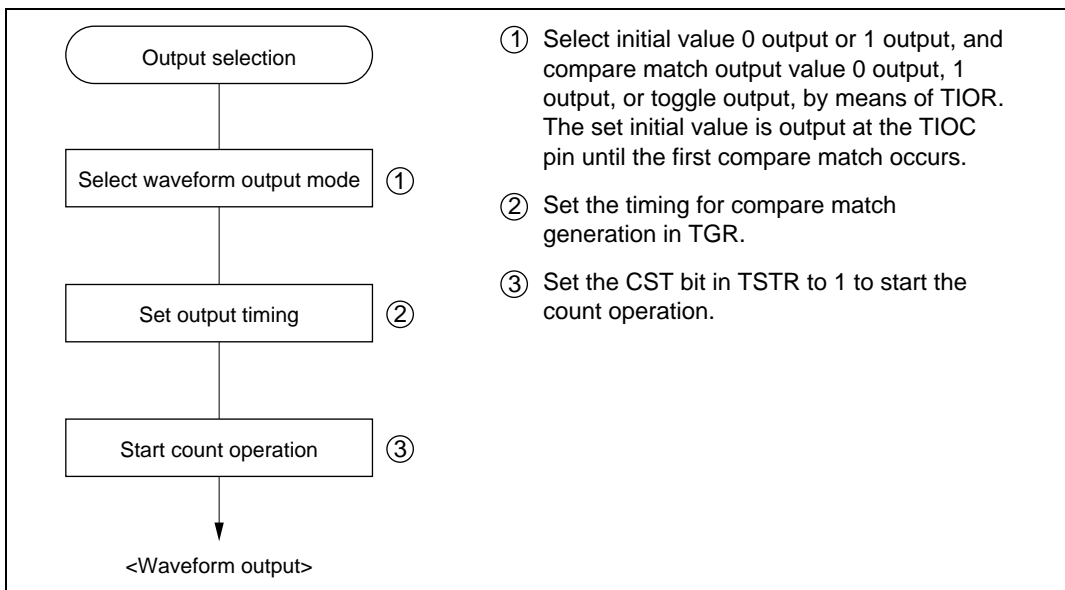 Output selection
Select waveform output mode ①
Set output timing ②
Start count operation ③
<Waveform output>
① Select initial value 0 output or 1 output, and
compare match output value 0 output, 1
output, or toggle output, by means of TIOR.
The set initial value is output at the TIOC
pin until the first compare match occurs.
② Set the timing for compare match
generation in TGR.
③ Set the CST bit in TSTR to 1 to start the
count operation.